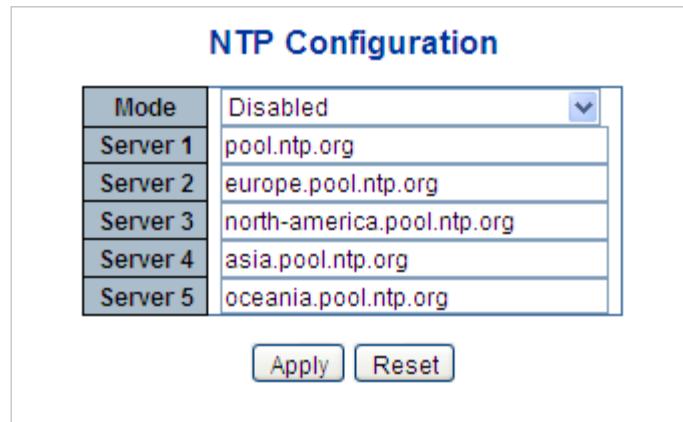 NTP Configuration
Mode Disabled
Server 1 pool.ntp.org
Server 2 europe.pool.ntp.org
Server 3 north-america.pool.ntp.org
Server 4 asia.pool.ntp.org
Server 5 oceania.pool.ntp.org
Apply Reset